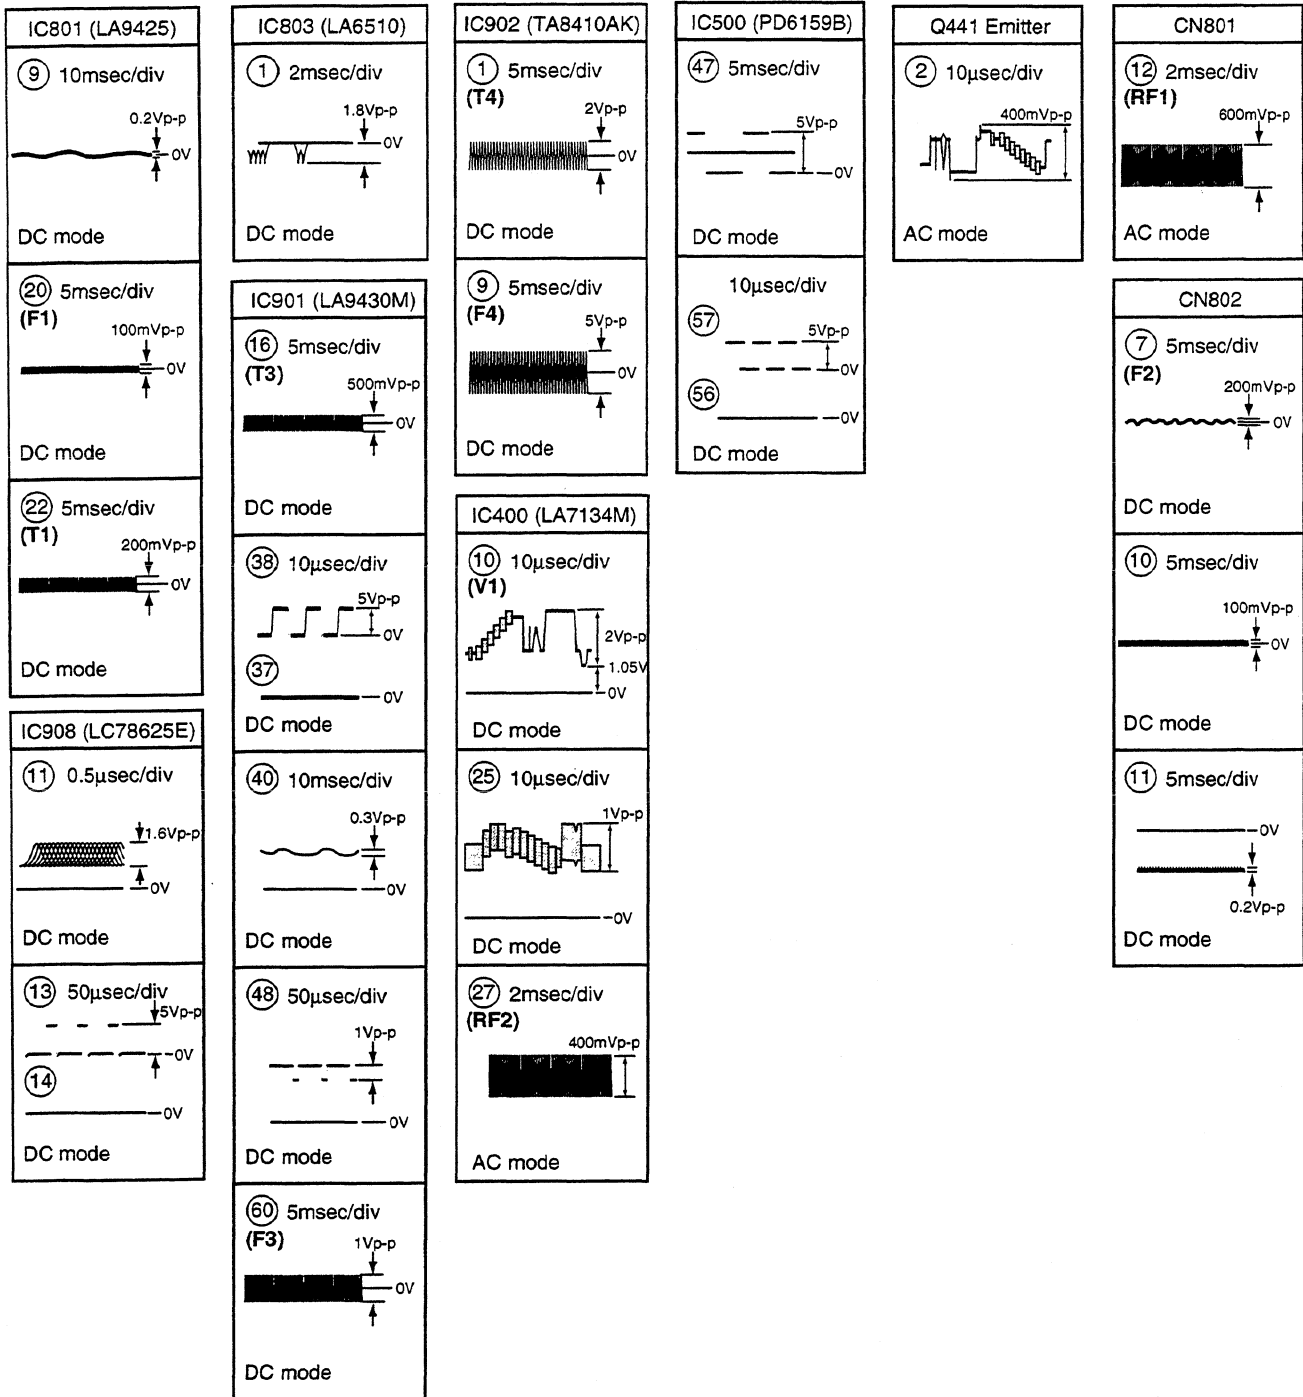 IC801 (LA9425)
9 10msec/div
0.2Vp-p
0V
DC mode
20 5msec/div
(F1)
100mVp-p
0V
DC mode
22 5msec/div
(T1)
200mVp-p
0V
DC mode
IC908 (LC78625E)
11 0.5μsec/div
1.6Vp-p
0V
DC mode
13 50μsec/div
5Vp-p
0V
14
0V
DC mode
IC803 (LA6510)
1 2msec/div
1.8Vp-p
0V
DC mode
IC901 (LA9430M)
16 5msec/div
(T3)
500mVp-p
0V
DC mode
38 10μsec/div
5Vp-p
0V
37
0V
DC mode
40 10msec/div
0.3Vp-p
0V
DC mode
48 50μsec/div
1Vp-p
0V
DC mode
60 5msec/div
(F3)
1Vp-p
0V
DC mode
IC902 (TA8410AK)
1 5msec/div
(T4)
2Vp-p
0V
DC mode
9 5msec/div
(F4)
5Vp-p
0V
DC mode
IC400 (LA7134M)
10 10μsec/div
(V1)
2Vp-p
1.05V
0V
DC mode
25 10μsec/div
1Vp-p
0V
DC mode
27 2msec/div
(RF2)
400mVp-p
AC mode
IC500 (PD6159B)
47 5msec/div
5Vp-p
0V
DC mode
10μsec/div
57
5Vp-p
0V
56
0V
DC mode
Q441 Emitter
2 10μsec/div
400mVp-p
AC mode
CN801
12 2msec/div
(RF1)
600mVp-p
AC mode
CN802
7 5msec/div
(F2)
200mVp-p
0V
DC mode
10 5msec/div
100mVp-p
0V
DC mode
11 5msec/div
0V
0.2Vp-p
DC mode